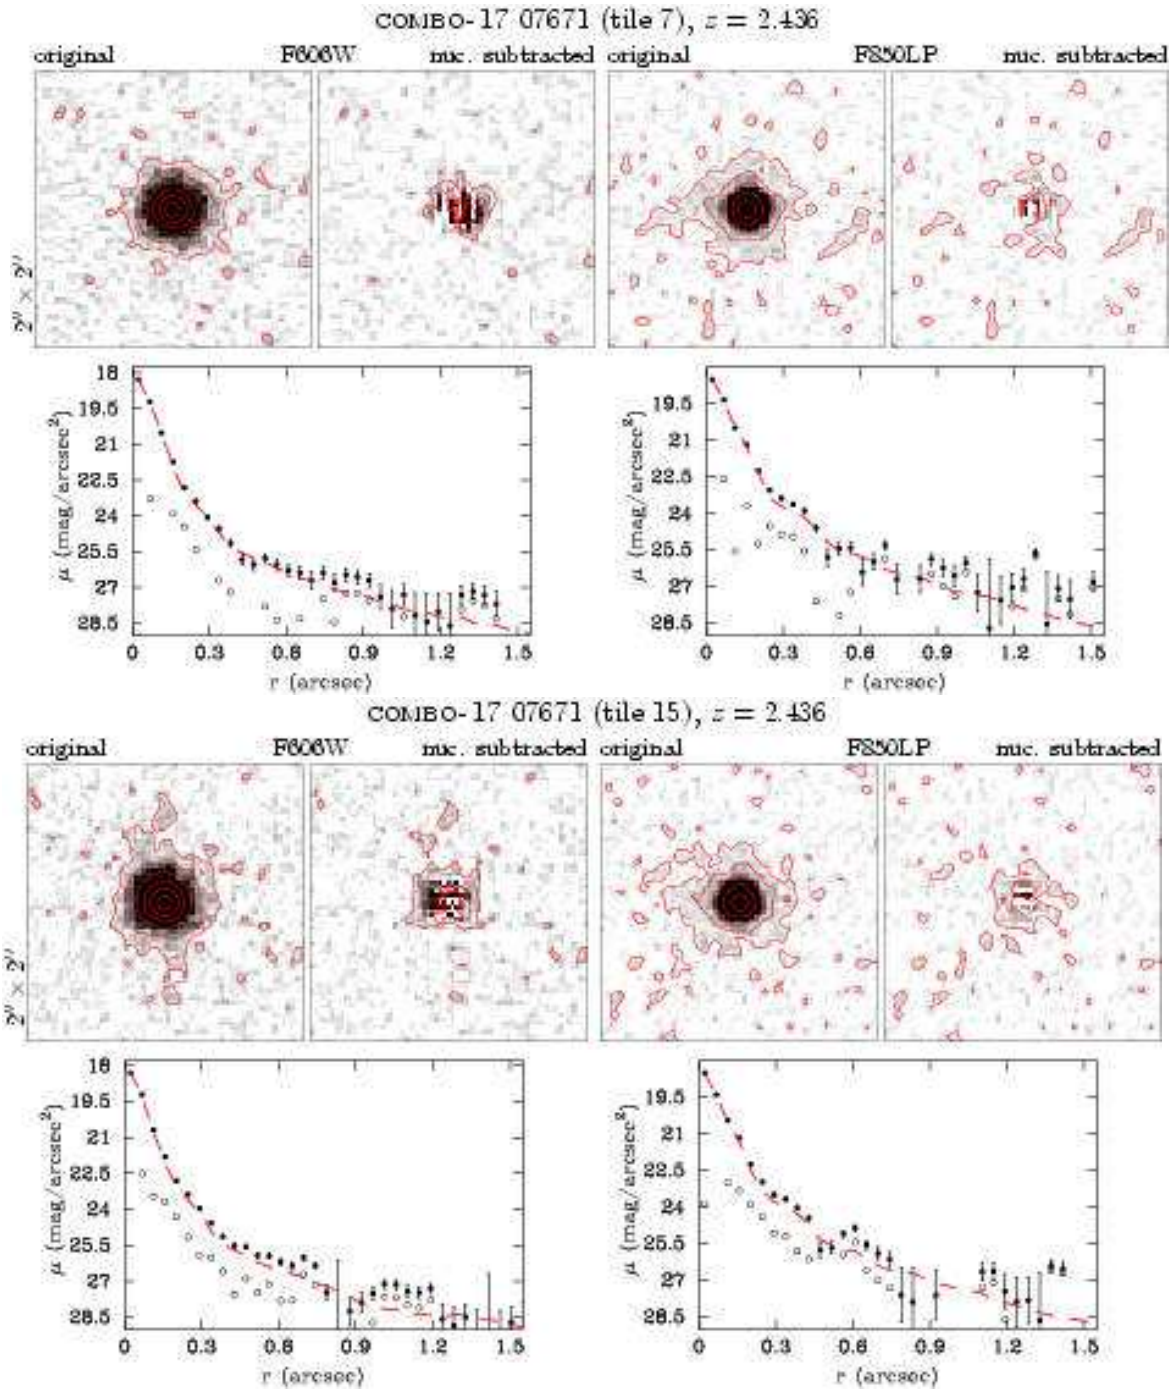 COMBO-17 07671 (tile 7), z = 2.436
original F606W nuc. subtracted original F850LP nuc. subtracted
2" × 2"
18
19.5
21
22.5
24
25.5
27
28.5
μ (mag/arcsec²)
0 0.3 0.6 0.9 1.2 1.5
r (arcsec)
19.5
21
22.5
24
25.5
27
28.5
μ (mag/arcsec²)
0 0.3 0.6 0.9 1.2 1.5
r (arcsec)
COMBO-17 07671 (tile 15), z = 2.436
original F606W nuc. subtracted original F850LP nuc. subtracted
2" × 2"
18
19.5
21
22.5
24
25.5
27
28.5
μ (mag/arcsec²)
0 0.3 0.6 0.9 1.2 1.5
r (arcsec)
19.5
21
22.5
24
25.5
27
28.5
μ (mag/arcsec²)
0 0.3 0.6 0.9 1.2 1.5
r (arcsec)